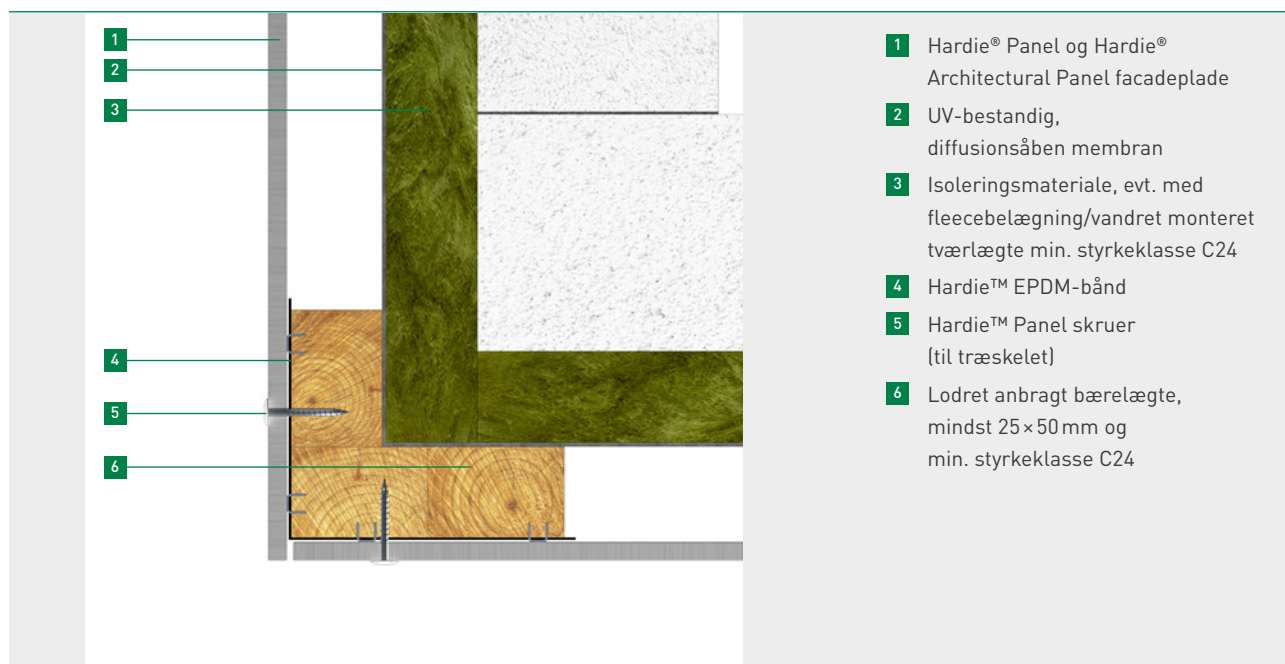 1
2
3
4
5
6
1 Hardie® Panel og Hardie®
Architectural Panel facadeplade
2 UV-bestandig,
diffusionsåben membran
3 Isoleringsmateriale, evt. med
fleecebelægning/vandret monteret
tværlægte min. styrkeklasse C24
4 Hardie™ EPDM-bånd
5 Hardie™ Panel skruer
(til træskelet)
6 Lodret anbragt bærelægte,
mindst 25 × 50 mm og
min. styrkeklasse C24